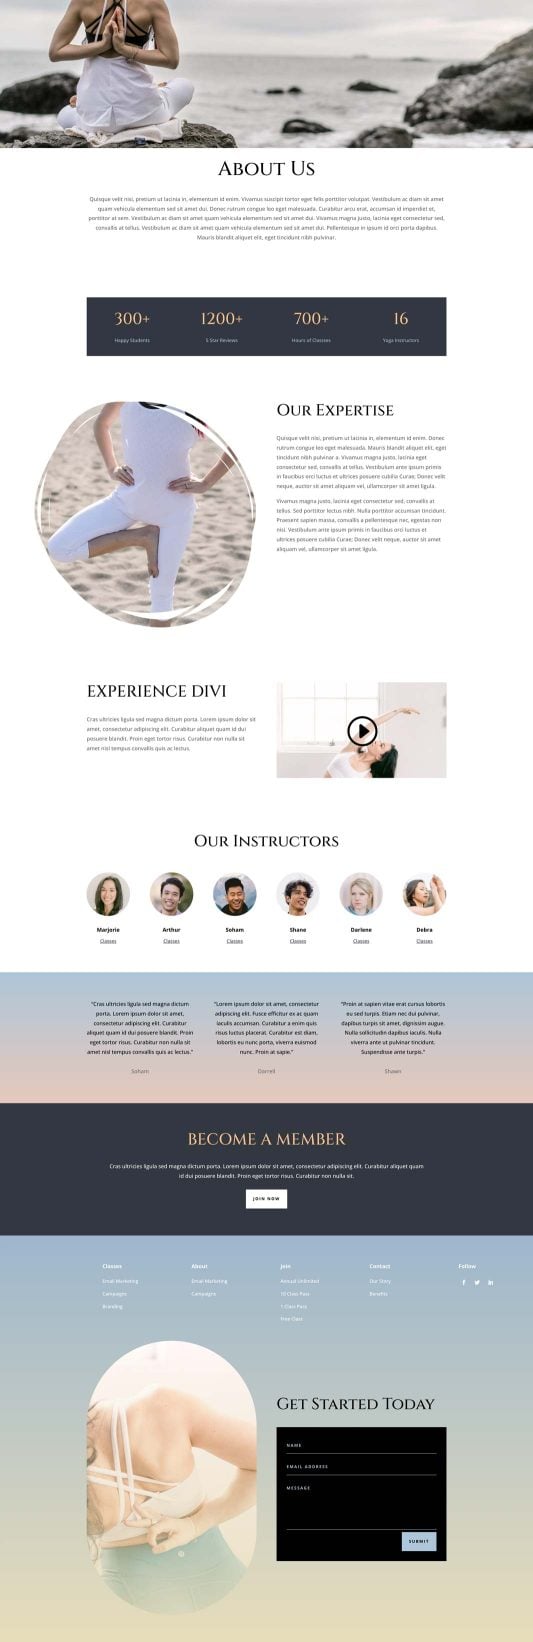 About Us
Quisque velit nisi, pretium ut lacinia in, elementum id enim. Vivamus suscipit tortor eget felis porttitor volutpat. Vestibulum ac diam sit amet
quam vehicula elementum sed sit amet dui. Donec rutrum congue leo eget malesuada. Curabitur arcu erat, accumsan id imperdiet et,
porttitor at sem. Vestibulum ac diam sit amet quam vehicula elementum sed sit amet dui. Vivamus magna justo, lacinia eget consectetur sed,
convallis at tellus. Vestibulum ac diam sit amet quam vehicula elementum sed sit amet dui. Pellentesque in ipsum id orci porta dapibus.
Mauris blandit aliquet elit, eget tincidunt nibh pulvinar.
300+ 1200+ 700+ 16
Happy Students 5 Star Reviews Hours of Classes Yoga Instructors
Our Expertise
Quisque velit nisi, pretium ut lacinia in, elementum id enim. Donec
rutrum congue leo eget malesuada. Mauris blandit aliquet elit, eget
tincidunt nibh pulvinar a. Vivamus magna justo, lacinia eget
consectetur sed, convallis at tellus. Vestibulum ante ipsum primis
in faucibus orci luctus et ultrices posuere cubilia Curae; Donec velit
neque, auctor sit amet aliquam vel, ullamcorper sit amet ligula.
Vivamus magna justo, lacinia eget consectetur sed, convallis at
tellus. Sed porttitor lectus nibh. Nulla porttitor accumsan tincidunt.
Praesent sapien massa, convallis a pellentesque nec, egestas non
nisi. Vestibulum ante ipsum primis in faucibus orci luctus et
ultrices posuere cubilia Curae; Donec velit neque, auctor sit amet
aliquam vel, ullamcorper sit amet ligula.
EXPERIENCE DIVI
Cras ultricies ligula sed magna dictum porta. Lorem ipsum dolor sit
amet, consectetur adipiscing elit. Curabitur aliquet quam id dui
posuere blandit. Proin eget tortor risus. Curabitur non nulla sit
amet nisl tempus convallis quis ac lectus.
Our Instructors
Marjorie Arthur Soham Shane Darlene Debra
Classes Classes Classes Classes Classes Classes
"Cras ultricies ligula sed magna dictum
porta. Lorem ipsum dolor sit amet,
consectetur adipiscing elit. Curabitur
aliquet quam id dui posuere blandit. Proin
eget tortor risus. Curabitur non nulla sit
amet nisl tempus convallis quis ac lectus."
Soham
"Lorem ipsum dolor sit amet, consectetur
adipiscing elit. Fusce efficitur ex ac quam
iaculis accumsan. Curabitur a enim quis
risus luctus placerat. Curabitur est diam,
lobortis eu nunc porta, viverra euismod
nunc. Proin at sapie."
Darrell
"Proin at sapien vitae erat cursus lobortis
eu sed turpis. Etiam nec dui pulvinar,
dapibus turpis sit amet, dignissim augue.
Nulla sollicitudin dapibus iaculis. Nulla
viverra ante ut pulvinar tincidunt.
Suspendisse ante turpis."
Shawn
BECOME A MEMBER
Cras ultricies ligula sed magna dictum porta. Lorem ipsum dolor sit amet, consectetur adipiscing elit. Curabitur aliquet quam
id dui posuere blandit. Proin eget tortor risus. Curabitur non nulla sit.
JOIN NOW
Classes
Email Marketing
Campaigns
Branding
About
Email Marketing
Campaigns
Join
Annual Unlimited
10 Class Pass
1 Class Pass
Free Class
Contact
Our Story
Benefits
Follow
Get Started Today
NAME
EMAIL ADDRESS
MESSAGE
SUBMIT